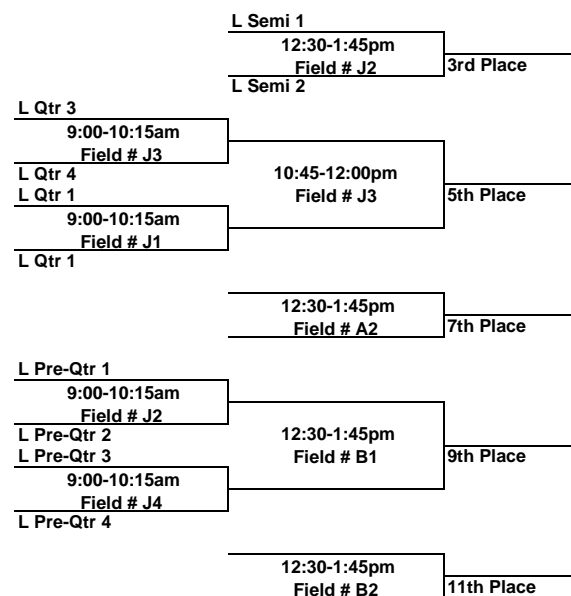 L Semi 1
12:30-1:45pm
Field # J2
3rd Place
L Semi 2
L Qtr 3
9:00-10:15am
Field # J3
L Qtr 4
10:45-12:00pm
Field # J3
5th Place
L Qtr 1
9:00-10:15am
Field # J1
L Qtr 1
12:30-1:45pm
Field # A2
7th Place
L Pre-Qtr 1
9:00-10:15am
Field # J2
L Pre-Qtr 2
12:30-1:45pm
Field # B1
9th Place
L Pre-Qtr 3
9:00-10:15am
Field # J4
L Pre-Qtr 4
12:30-1:45pm
Field # B2
11th Place